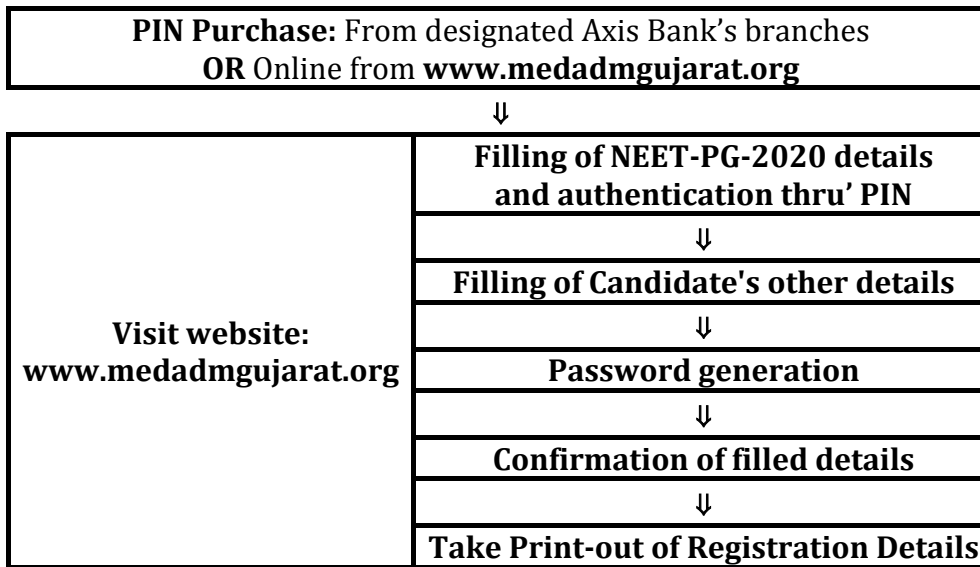 PIN Purchase: From designated Axis Bank’s branches
OR Online from www.medadmgujarat.org
⇓
Visit website:
www.medadmgujarat.org
Filling of NEET-PG-2020 details
and authentication thru’ PIN
⇓
Filling of Candidate's other details
⇓
Password generation
⇓
Confirmation of filled details
⇓
Take Print-out of Registration Details